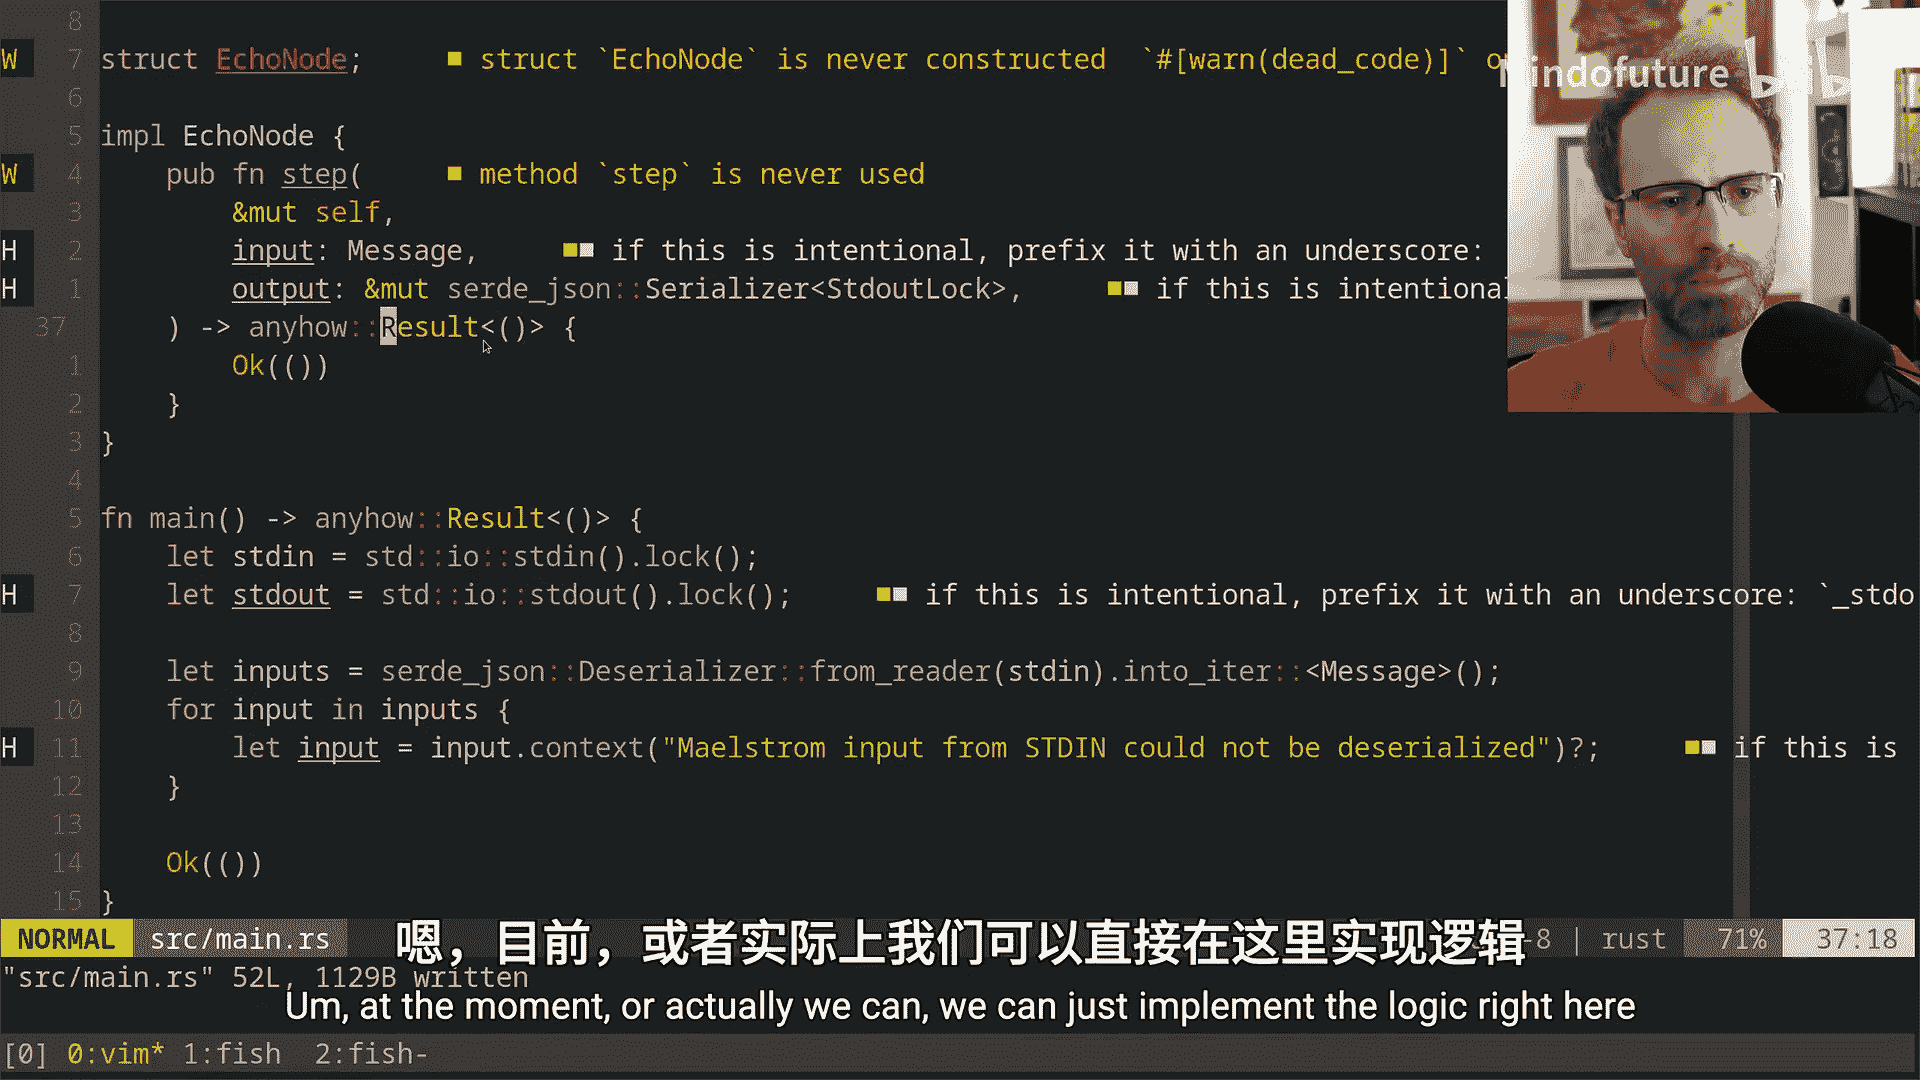 8
W 7 struct EchoNode; ■ struct `EchoNode` is never constructed `#[warn(dead_code)]` o
indofuture
6
5 impl EchoNode {
W 4 pub fn step( ■ method `step` is never used
3 &mut self,
H 2 input: Message, ■■ if this is intentional, prefix it with an underscore:
H 1 output: &mut serde_json::Serializer<StdoutLock>, ■■ if this is intentional
37 ) -> anyhow::Result<()> {
1 Ok(())
2 }
3 }
4
5 fn main() -> anyhow::Result<()> {
6 let stdin = std::io::stdin().lock();
H 7 let stdout = std::io::stdout().lock(); ■■ if this is intentional, prefix it with an underscore: `_stdo
8
9 let inputs = serde_json::Deserializer::from_reader(stdin).into_iter::<Message>();
10 for input in inputs {
H 11 let input = input.context("Maelstrom input from STDIN could not be deserialized")?; ■■ if this is
12 }
13
14 Ok(())
15 }
NORMAL src/main.rs -8 | rust 71% 37:18
嗯，目前，或者实际上我们可以直接在这里实现逻辑
"src/main.rs" 52L, 1129B written
Um, at the moment, or actually we can, we can just implement the logic right here
[0] 0:vim* 1:fish 2:fish-